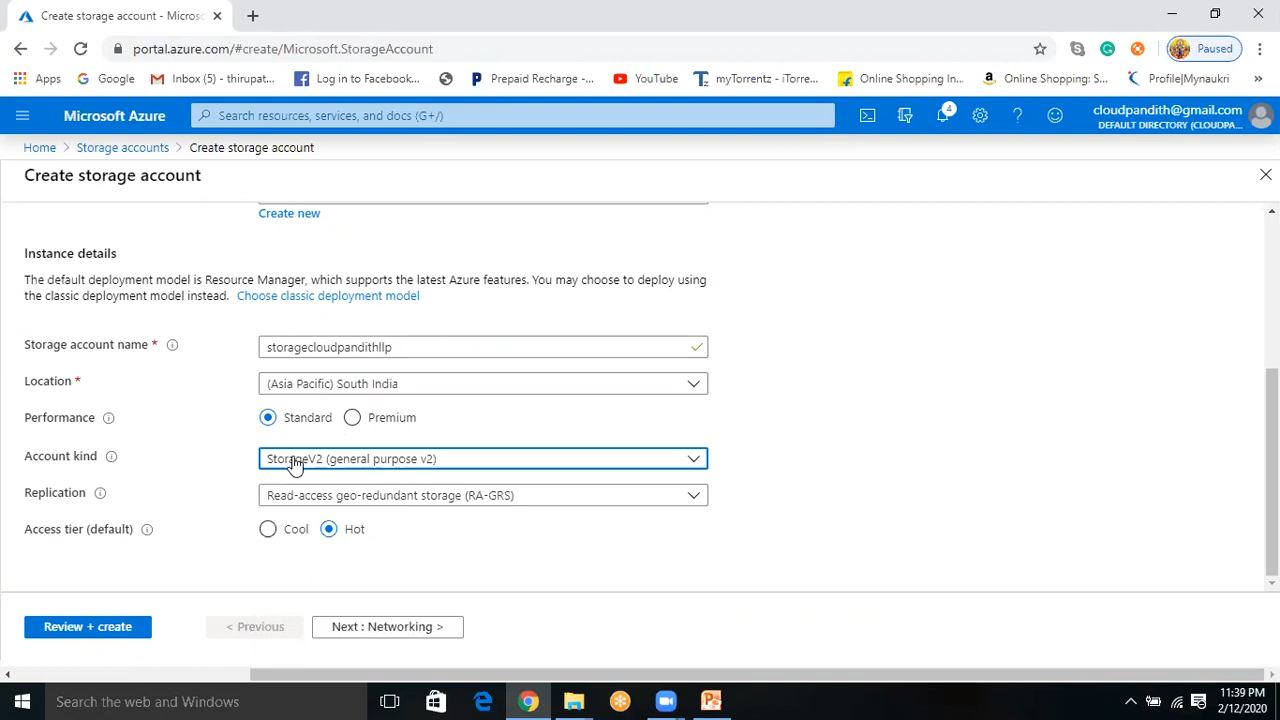 Create storage account - Micros
portal.azure.com/#create/Microsoft.StorageAccount
Paused
Apps
Google
Inbox (5) - thirupat...
Log in to Facebook...
Prepaid Recharge -...
YouTube
myTorrentz - iTorre...
Online Shopping In...
Online Shopping: S...
Profile|Mynaukri
»
Microsoft Azure
Search resources, services, and docs (G+/)
4
cloudpandith@gmail.com
DEFAULT DIRECTORY (CLOUDPA...
Home > Storage accounts > Create storage account
Create storage account
Create new
Instance details
The default deployment model is Resource Manager, which supports the latest Azure features. You may choose to deploy using
the classic deployment model instead. Choose classic deployment model
Storage account name *
storagecloudpandithllp
Location *
(Asia Pacific) South India
Performance
Standard
Premium
Account kind
StorageV2 (general purpose v2)
Replication
Read-access geo-redundant storage (RA-GRS)
Access tier (default)
Cool
Hot
Review + create
< Previous
Next : Networking >
Search the web and Windows
11:39 PM
2/12/2020